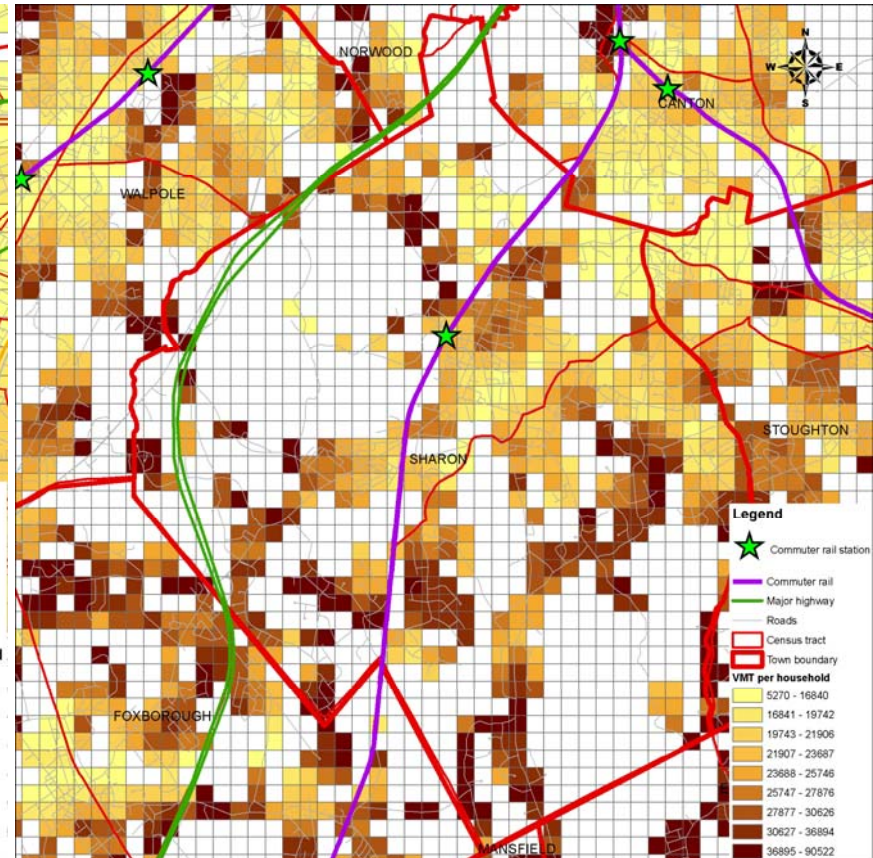 NORWOOD
N
W E
S
CANTON
WALPOLE
STOUGHTON
SHARON
FOXBOROUGH
MANSFIELD
Legend
Commuter rail station
Commuter rail
Major highway
Roads
Census tract
Town boundary
VMT per household
5270 - 16840
16841 - 19742
19743 - 21906
21907 - 23687
23688 - 25746
25747 - 27876
27877 - 30626
30627 - 36894
36895 - 90522